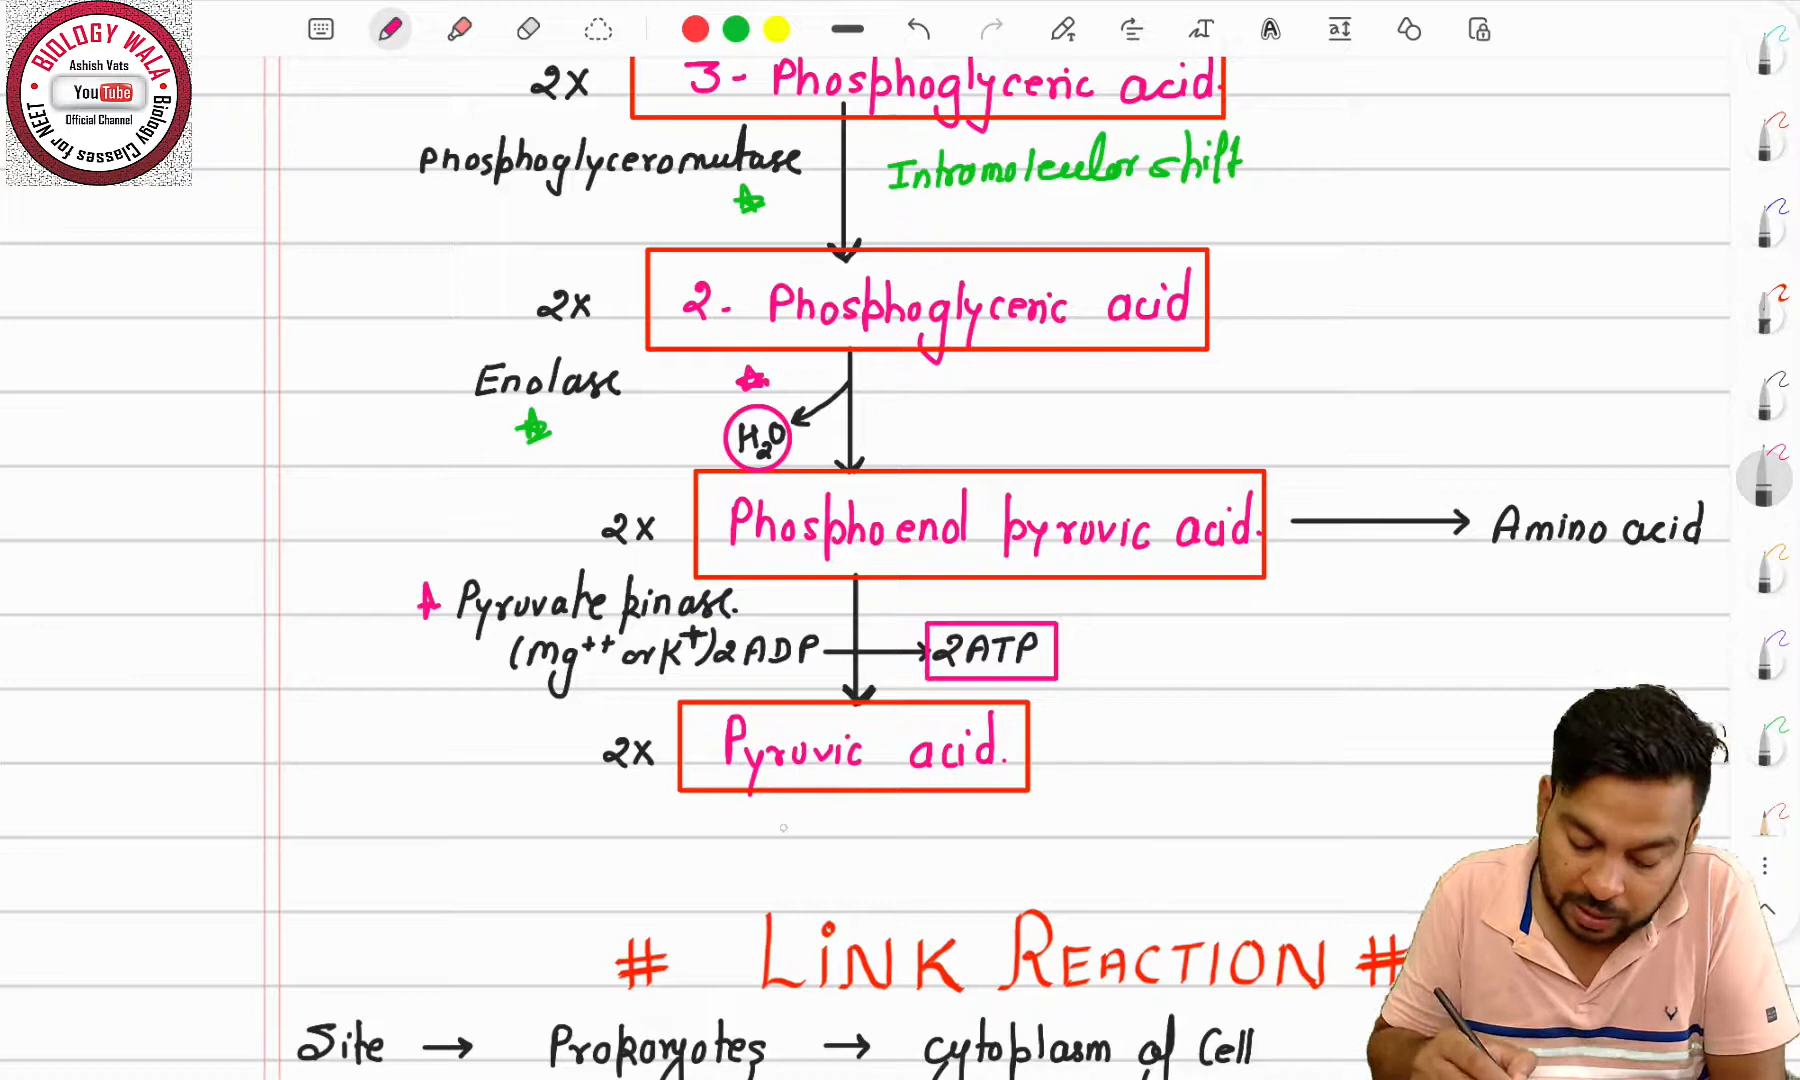 BIOLOGY WALA
Ashish Vats
YouTube
Official Channel
Biology Classes for NEET
2X 3- Phosphoglyceric acid.
Phosphoglyceromutase Intramolecular shift
2X 2- Phosphoglyceric acid
Enolase
H2O
2X Phosphoenol pyruvic acid. Amino acid
Pyruvate kinase.
(Mg++ or K+) 2ADP 2ATP
2X Pyruvic acid.
# LINK REACTION #
Site → Prokaryotes → cytoplasm of Cell